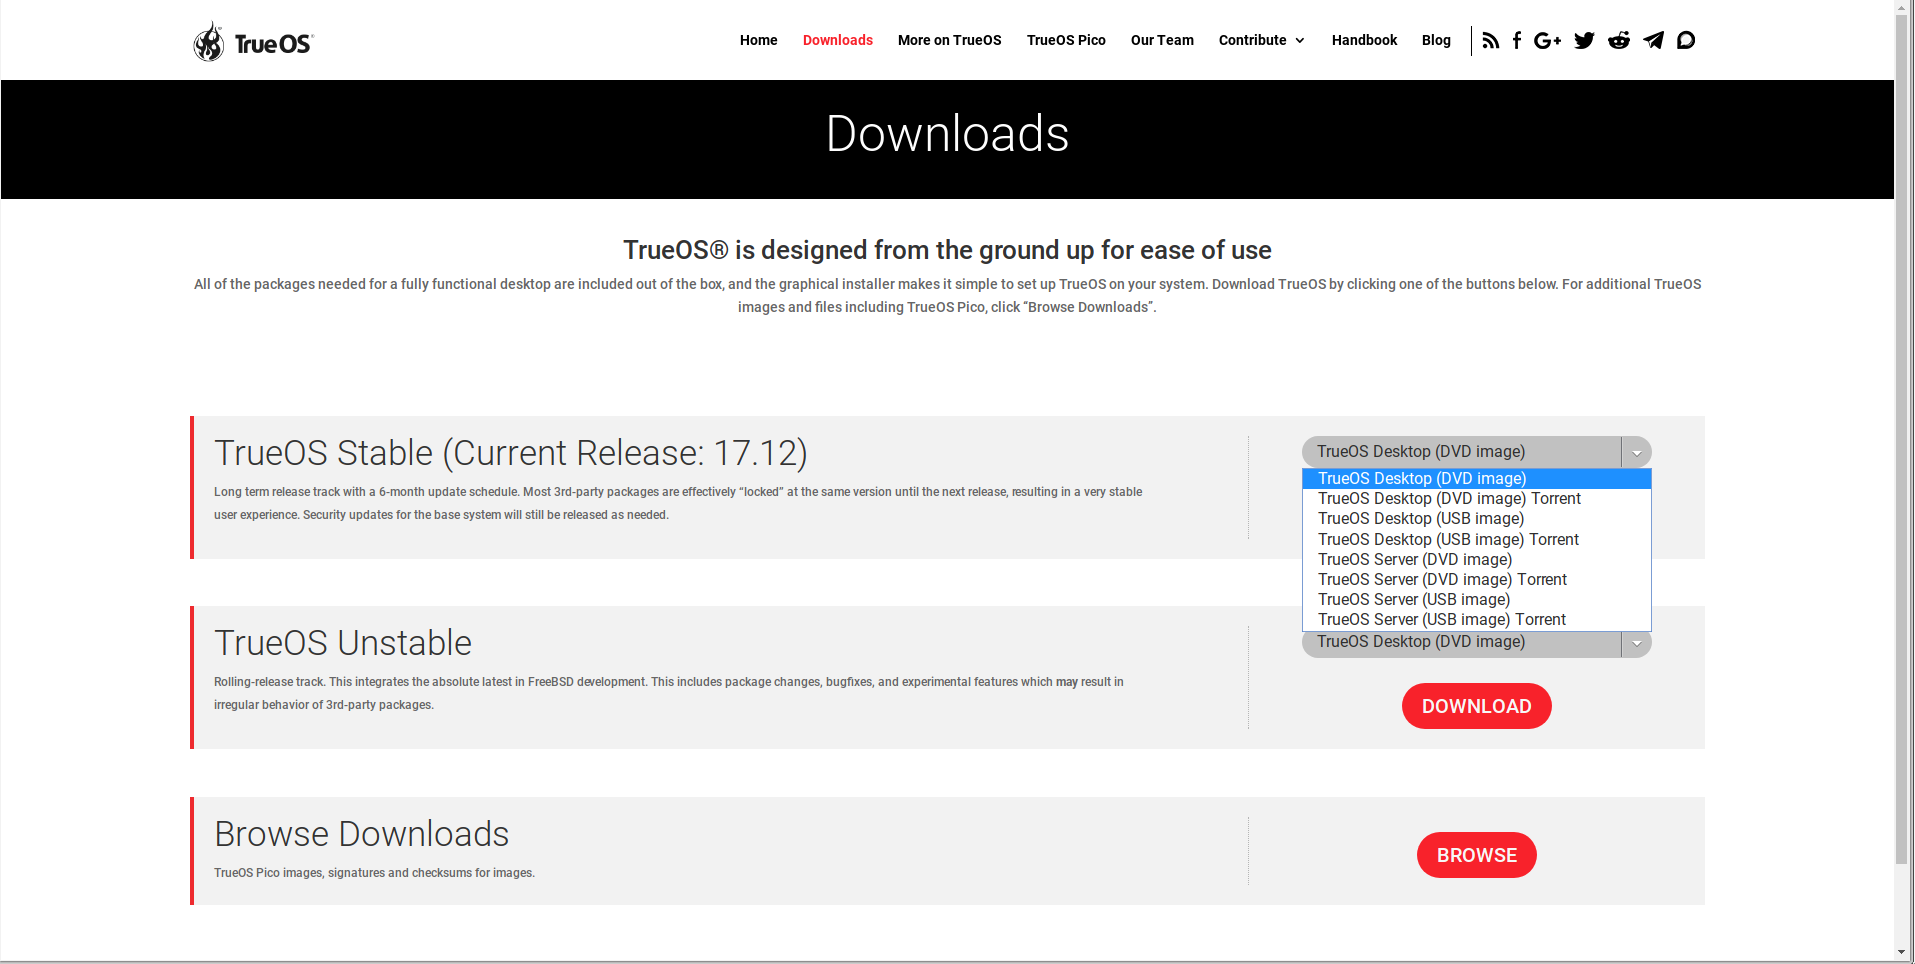 TrueOS®
Home Downloads More on TrueOS TrueOS Pico Our Team Contribute Handbook Blog
Downloads
TrueOS® is designed from the ground up for ease of use
All of the packages needed for a fully functional desktop are included out of the box, and the graphical installer makes it simple to set up TrueOS on your system. Download TrueOS by clicking one of the buttons below. For additional TrueOS
images and files including TrueOS Pico, click “Browse Downloads”.
TrueOS Stable (Current Release: 17.12)
Long term release track with a 6-month update schedule. Most 3rd-party packages are effectively “locked” at the same version until the next release, resulting in a very stable
user experience. Security updates for the base system will still be released as needed.
TrueOS Desktop (DVD image)
TrueOS Desktop (DVD image)
TrueOS Desktop (DVD image) Torrent
TrueOS Desktop (USB image)
TrueOS Desktop (USB image) Torrent
TrueOS Server (DVD image)
TrueOS Server (DVD image) Torrent
TrueOS Server (USB image)
TrueOS Server (USB image) Torrent
TrueOS Unstable
Rolling-release track. This integrates the absolute latest in FreeBSD development. This includes package changes, bugfixes, and experimental features which may result in
irregular behavior of 3rd-party packages.
TrueOS Desktop (DVD image)
DOWNLOAD
Browse Downloads
TrueOS Pico images, signatures and checksums for images.
BROWSE